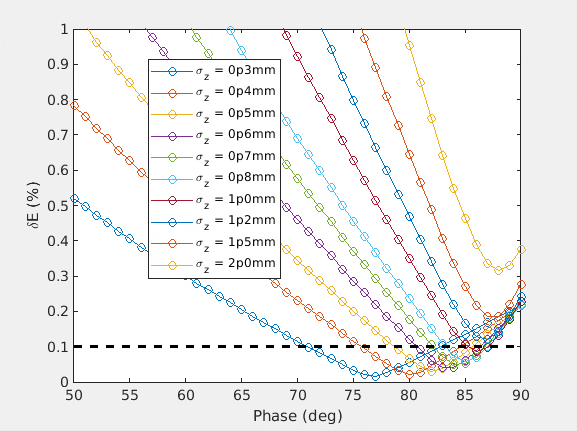 1
0.9
0.8
0.7
0.6
0.5
0.4
0.3
0.2
0.1
0
δE (%)
σz = 0p3mm
σz = 0p4mm
σz = 0p5mm
σz = 0p6mm
σz = 0p7mm
σz = 0p8mm
σz = 1p0mm
σz = 1p2mm
σz = 1p5mm
σz = 2p0mm
50 55 60 65 70 75 80 85 90
Phase (deg)